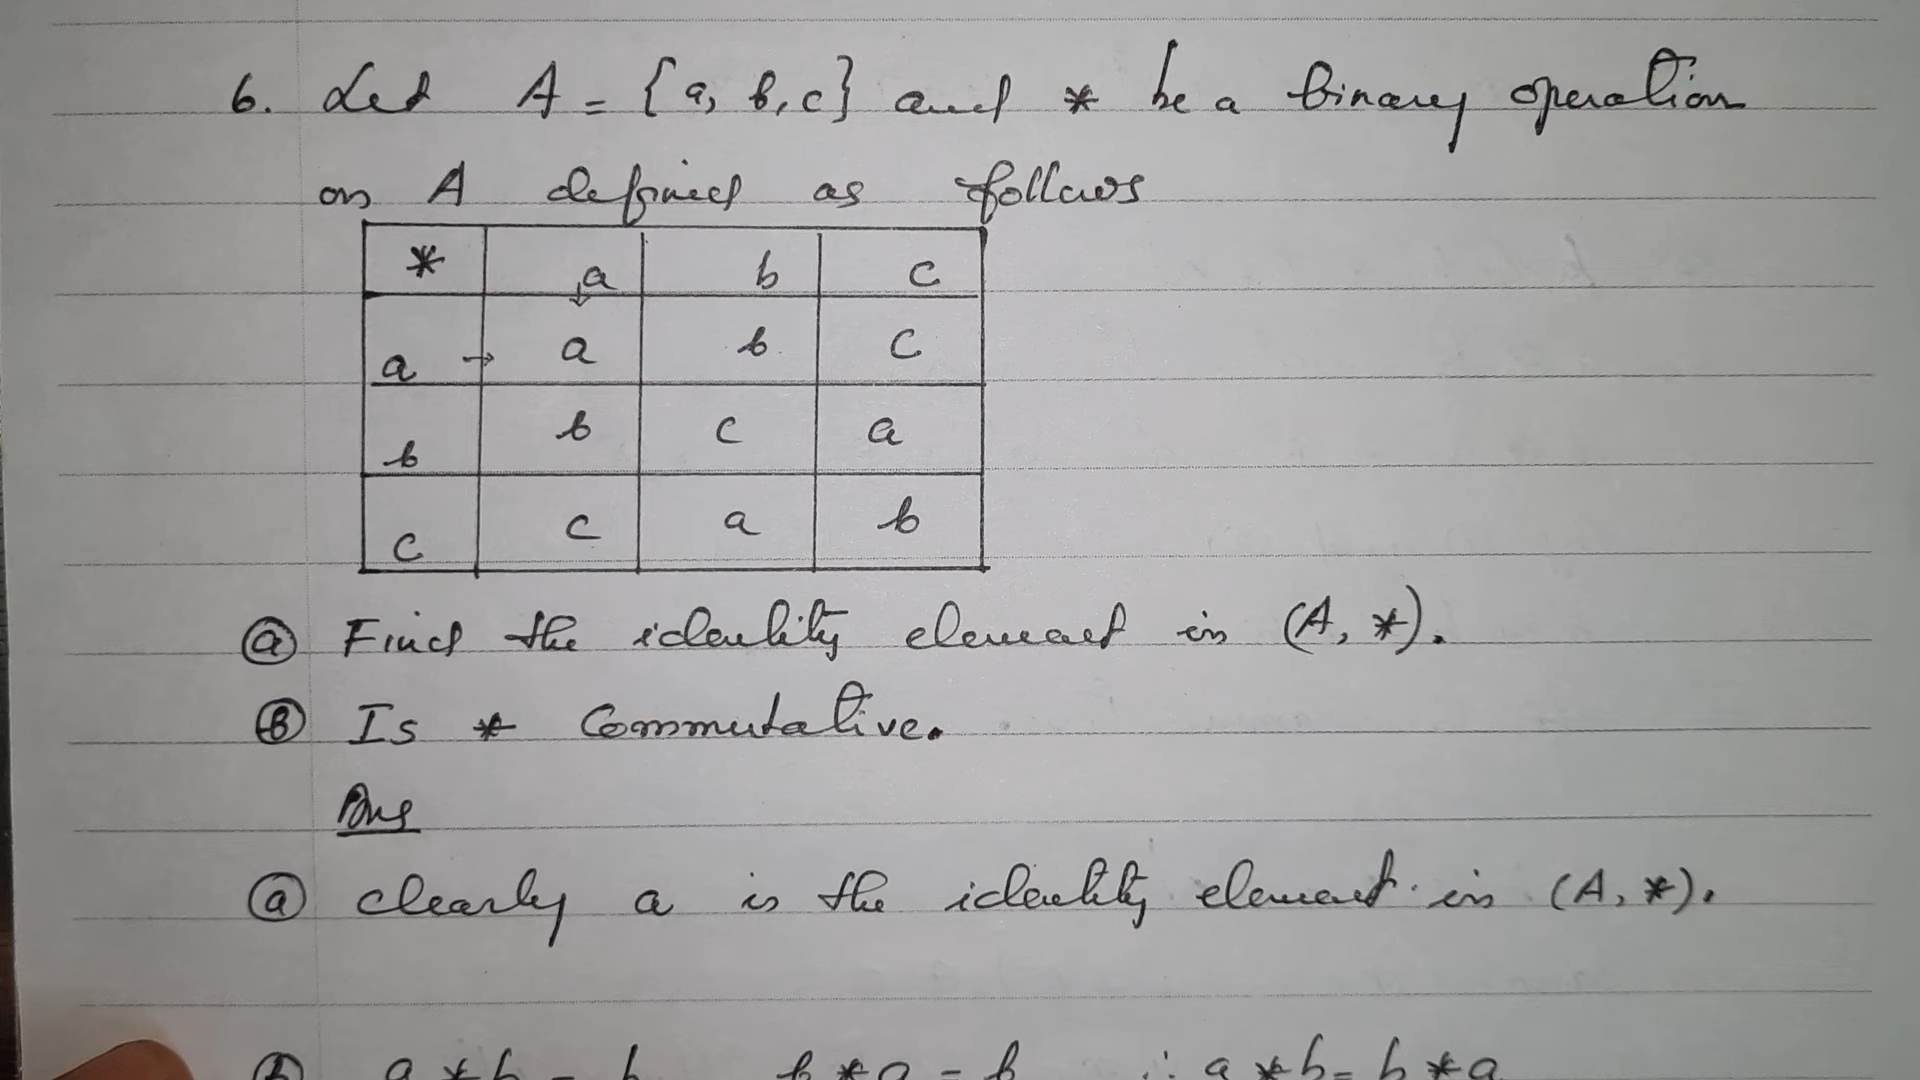 6. Let A = {a, b, c} and * be a binary operation
on A defined as follows
* a b c
a → a b c
b b c a
c c a b
ⓐ Find the identity element in (A, *).
ⓑ Is * Commutative.
Ans
ⓐ clearly a is the identity element in (A, *).
ⓑ a * b = b b * a = b ∴ a * b = b * a